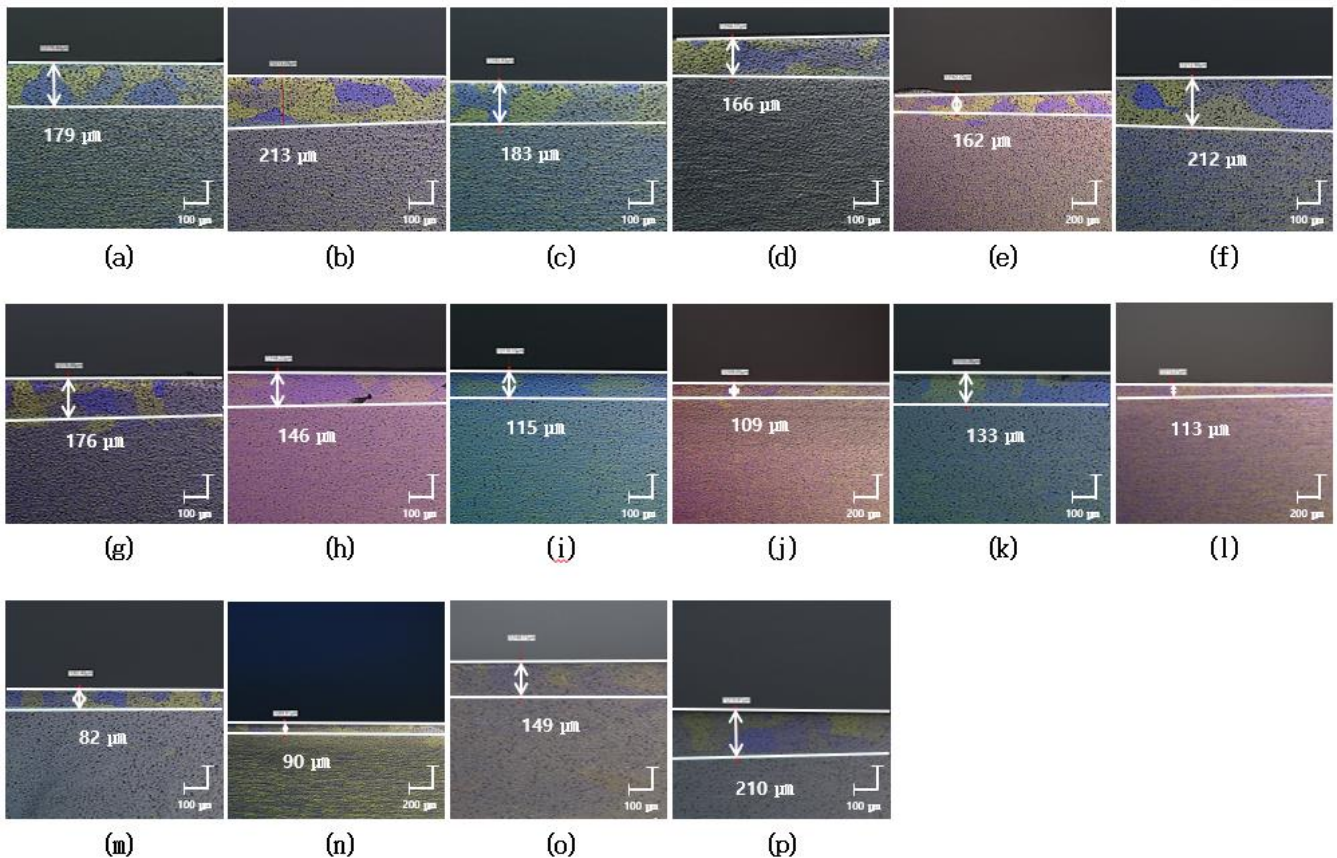 179 μm
100 μm
213 μm
100 μm
183 μm
100 μm
166 μm
100 μm
162 μm
200 μm
212 μm
100 μm
(a)
(b)
(c)
(d)
(e)
(f)
176 μm
100 μm
146 μm
100 μm
115 μm
100 μm
109 μm
200 μm
133 μm
100 μm
113 μm
200 μm
(g)
(h)
(i)
(j)
(k)
(l)
82 μm
100 μm
90 μm
200 μm
149 μm
100 μm
210 μm
100 μm
(m)
(n)
(o)
(p)